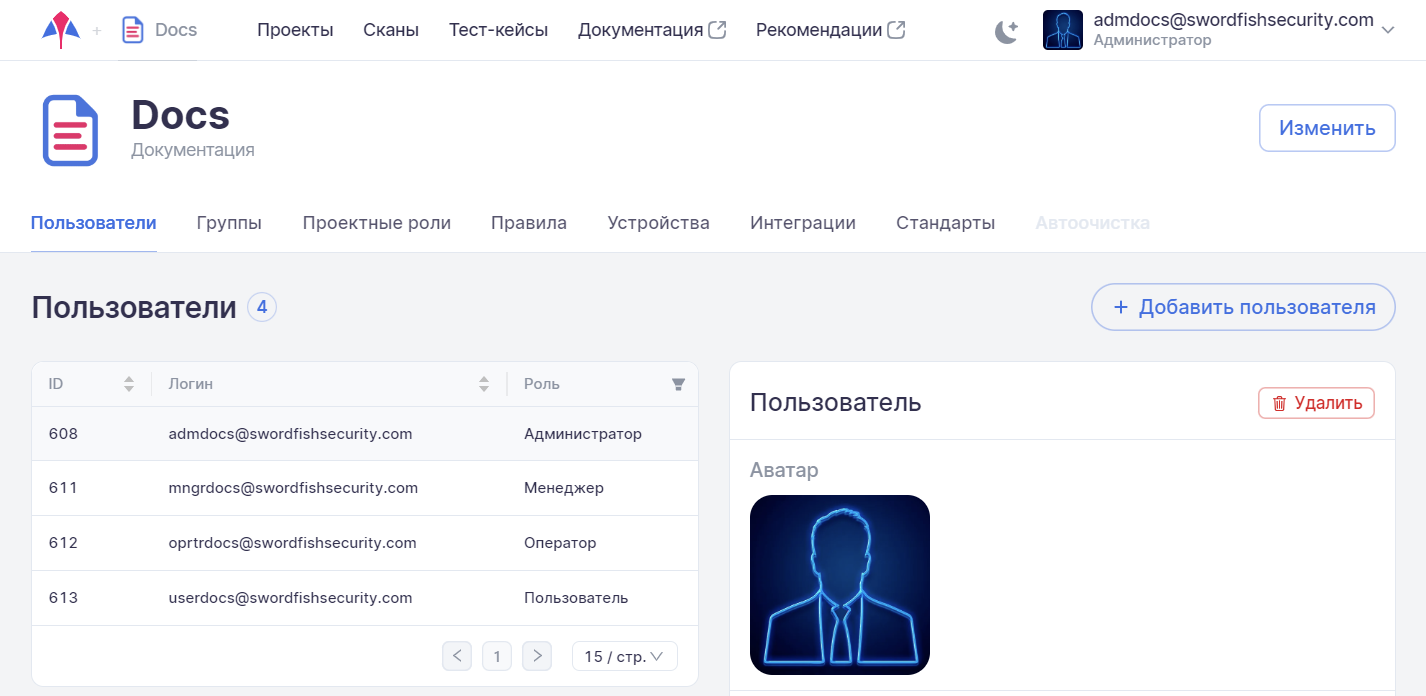 Docs Проекты Сканы Тест-кейсы Документация Рекомендации admdocs@swordfishsecurity.com
Администратор
Docs
Документация
Изменить
Пользователи Группы Проектные роли Правила Устройства Интеграции Стандарты Автоочистка
Пользователи 4
+ Добавить пользователя
ID Логин Роль
608 admdocs@swordfishsecurity.com Администратор
611 mngrdocs@swordfishsecurity.com Менеджер
612 oprtrdocs@swordfishsecurity.com Оператор
613 userdocs@swordfishsecurity.com Пользователь
< 1 > 15 / стр.
Пользователь Удалить
Аватар